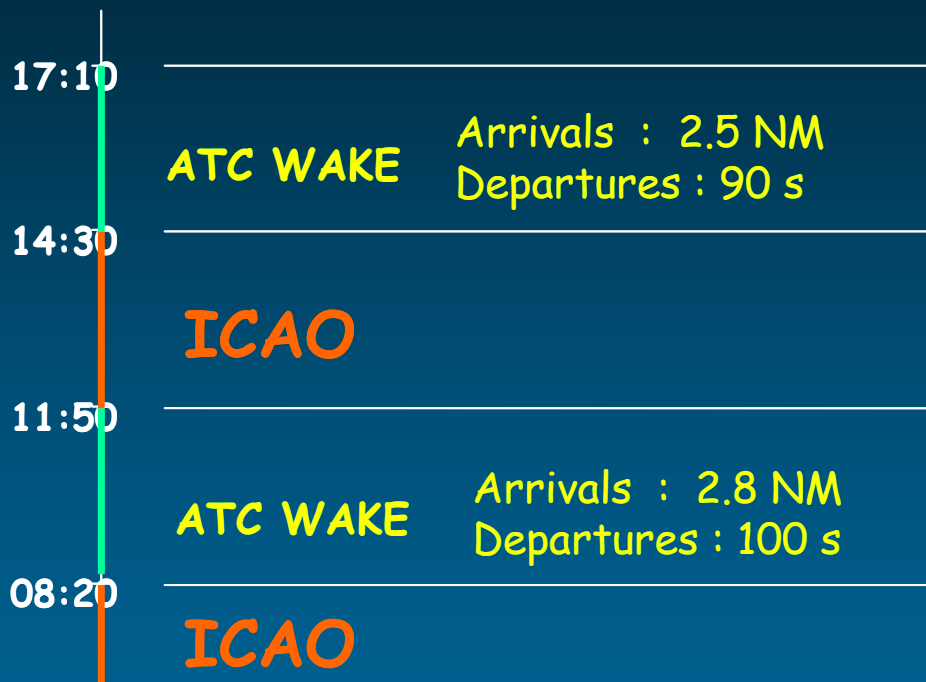 17:10
ATC WAKE
Arrivals : 2.5 NM
Departures : 90 s
14:30
ICAO
11:50
ATC WAKE
Arrivals : 2.8 NM
Departures : 100 s
08:20
ICAO